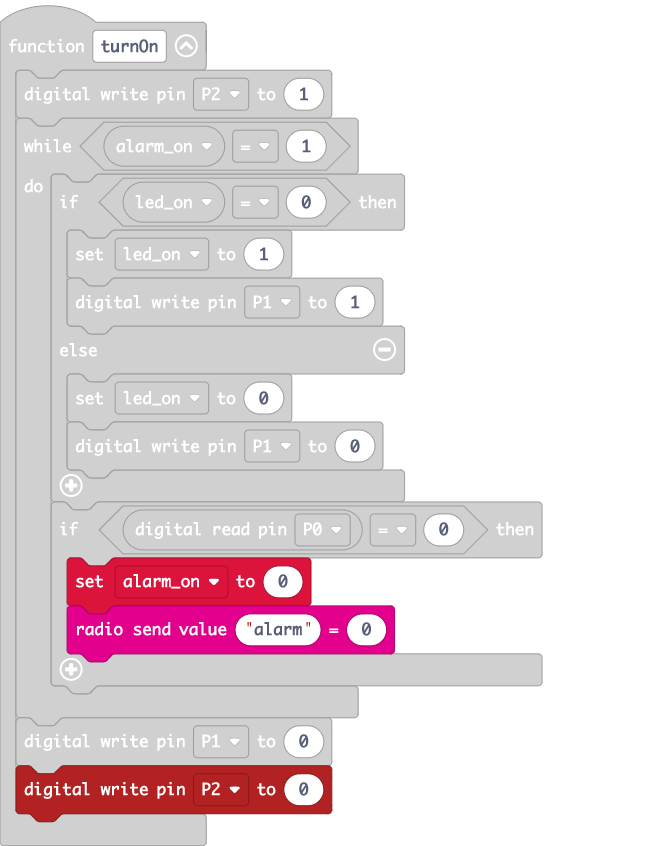 function turnOn
digital write pin P2 to 1
while alarm_on = 1
do
if led_on = 0 then
set led_on to 1
digital write pin P1 to 1
else
set led_on to 0
digital write pin P1 to 0
if digital read pin P0 = 0 then
set alarm_on to 0
radio send value "alarm" = 0
digital write pin P1 to 0
digital write pin P2 to 0